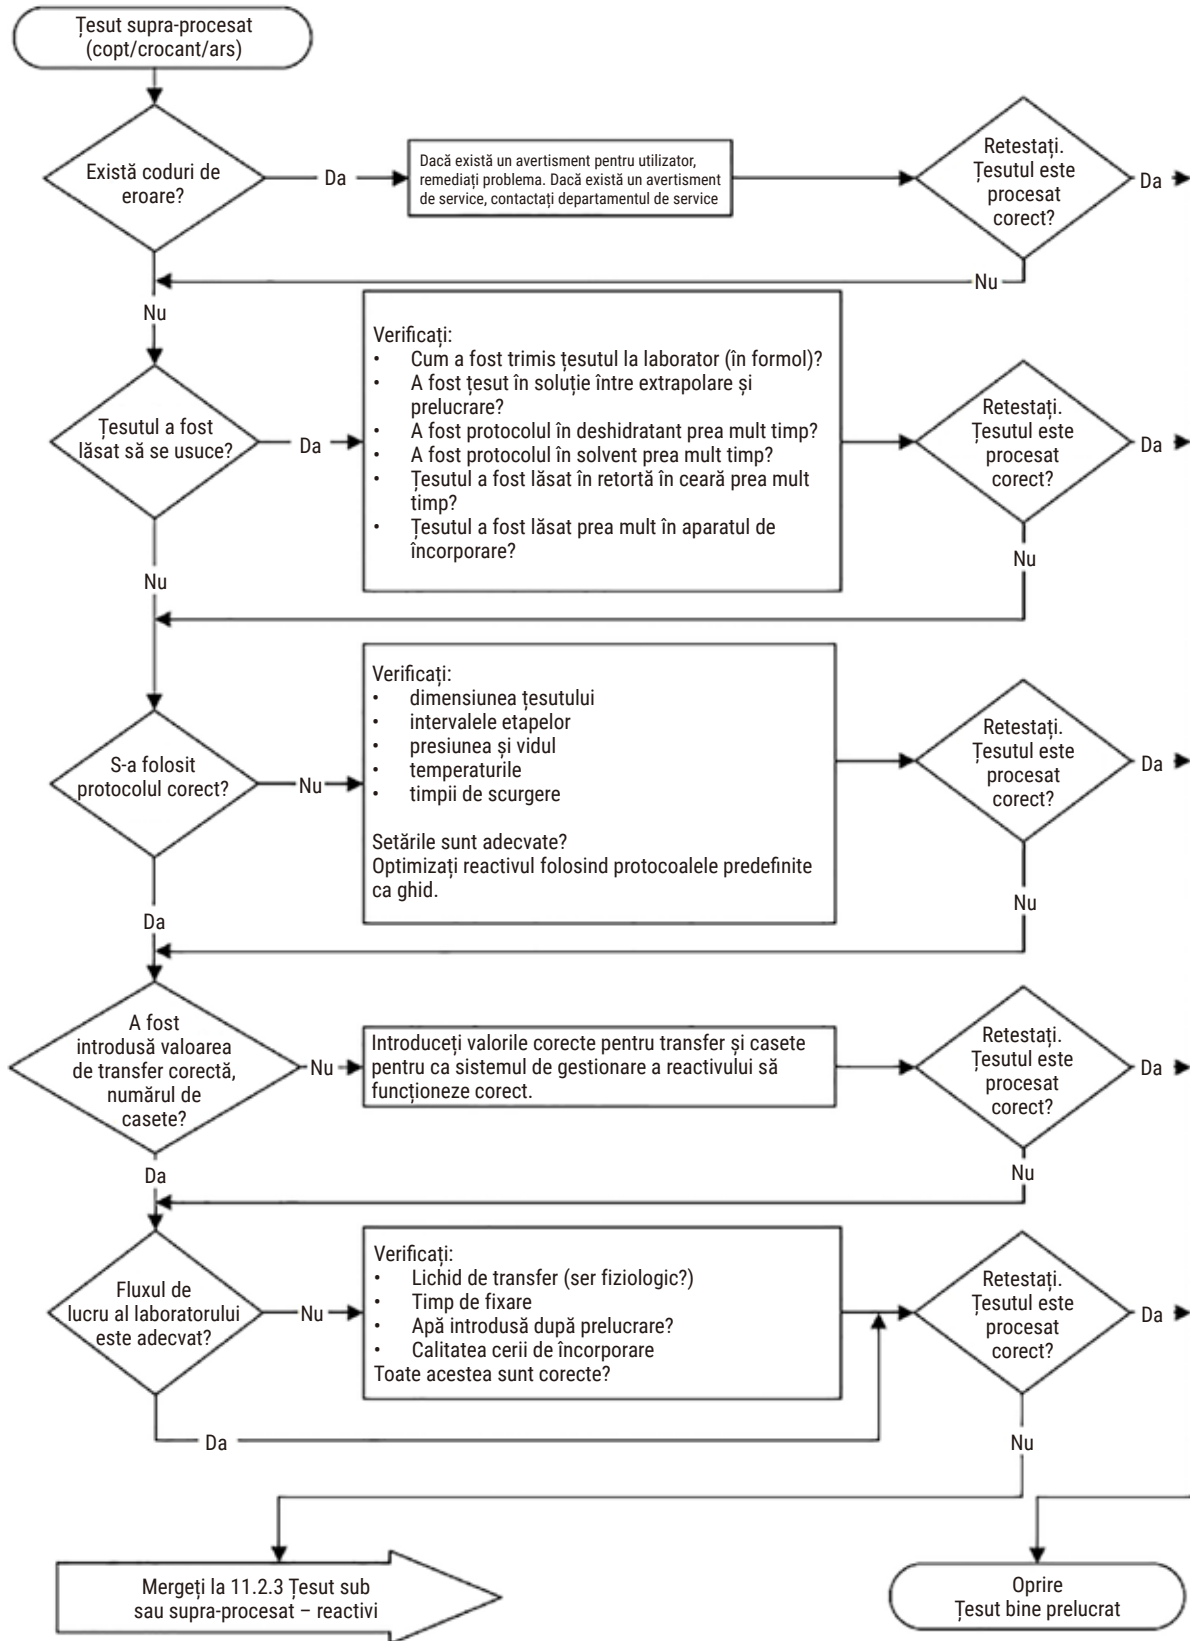 Țesut supra-procesat
(copt/crocant/ars)
Există coduri de
eroare?
Da
Dacă există un avertisment pentru utilizator,
remediați problema. Dacă există un avertisment
de service, contactați departamentul de service
Retestați.
Țesutul este
procesat
corect?
Da
Nu
Nu
Țesutul a fost
lăsat să se usuce?
Da
Verificați:
• Cum a fost trimis țesutul la laborator (în formol)?
• A fost țesut în soluție între extrapolare și
prelucrare?
• A fost protocolul în deshidratant prea mult timp?
• A fost protocolul în solvent prea mult timp?
• Țesutul a fost lăsat în retortă în ceară prea mult
timp?
• Țesutul a fost lăsat prea mult în aparatul de
încorporare?
Retestați.
Țesutul este
procesat
corect?
Da
Nu
Nu
S-a folosit
protocolul corect?
Nu
Verificați:
• dimensiunea țesutului
• intervalele etapelor
• presiunea și vidul
• temperaturile
• timpii de scurgere
Setările sunt adecvate?
Optimizați reactivul folosind protocoalele predefinite
ca ghid.
Retestați.
Țesutul este
procesat
corect?
Da
Nu
Da
A fost
introdusă valoarea
de transfer corectă,
numărul de
casete?
Nu
Introduceți valorile corecte pentru transfer și casete
pentru ca sistemul de gestionare a reactivului să
funcționeze corect.
Retestați.
Țesutul este
procesat
corect?
Da
Da
Nu
Fluxul de
lucru al laboratorului
este adecvat?
Nu
Verificați:
• Lichid de transfer (ser fiziologic?)
• Timp de fixare
• Apă introdusă după prelucrare?
• Calitatea cerii de încorporare
Toate acestea sunt corecte?
Retestați.
Țesutul este
procesat
corect?
Da
Da
Nu
Mergeți la 11.2.3 Țesut sub
sau supra-procesat – reactivi
Oprire
Țesut bine prelucrat